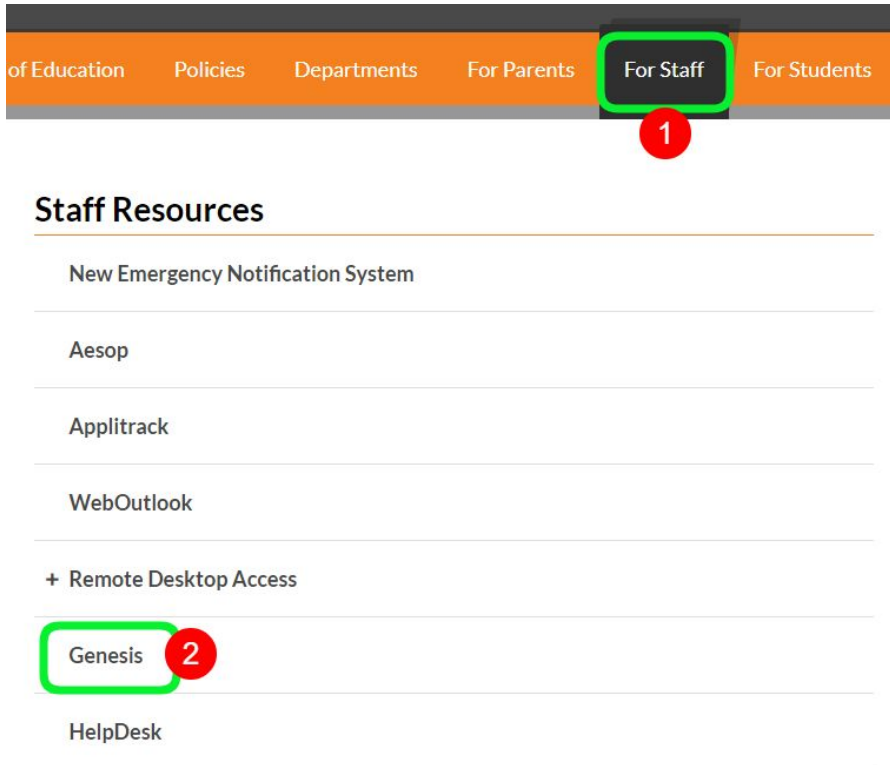 of Education Policies Departments For Parents For Staff For Students
1
Staff Resources
New Emergency Notification System
Aesop
Applitrack
WebOutlook
+ Remote Desktop Access
Genesis 2
HelpDesk